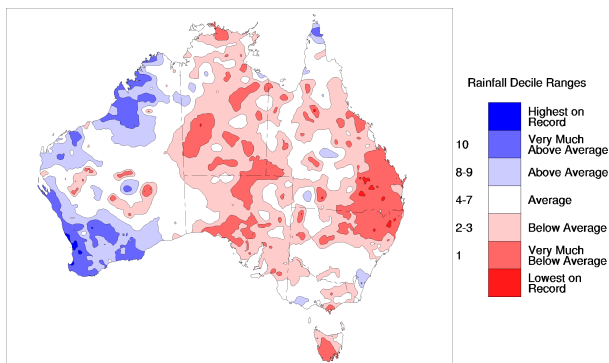 Rainfall Decile Ranges
Highest on
Record
10
Very Much
Above Average
8-9
Above Average
4-7
Average
2-3
Below Average
1
Very Much
Below Average
Lowest on
Record